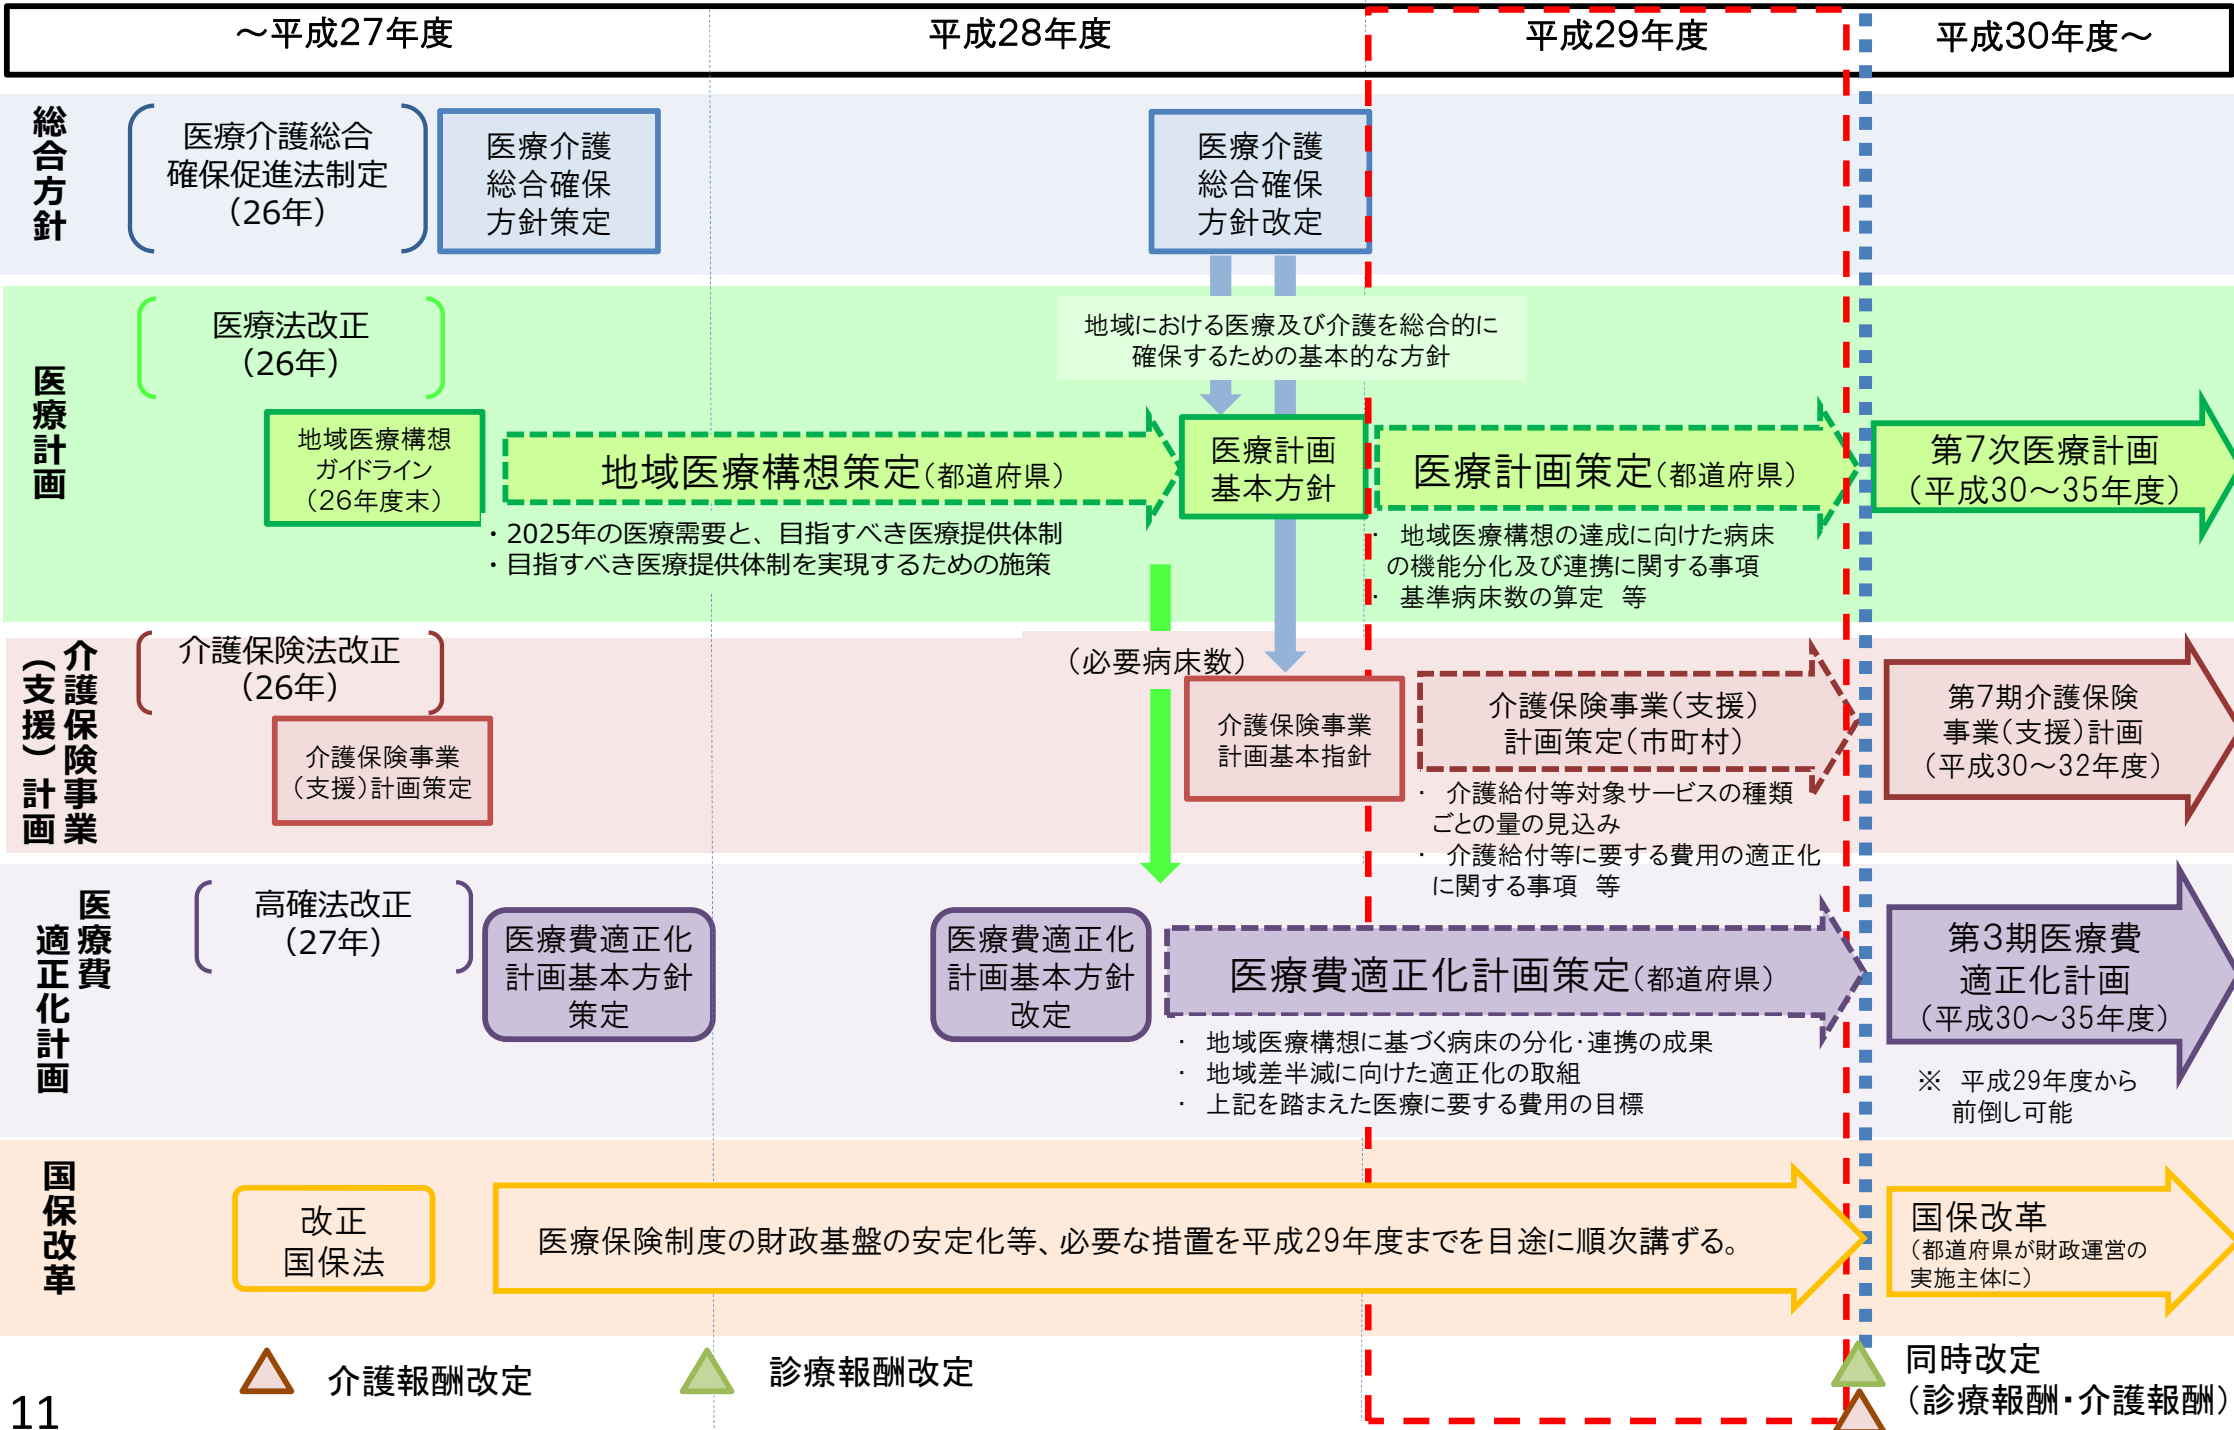 ～平成27年度
平成28年度
平成29年度
平成30年度～
総合方針
医療介護総合
確保促進法制定
（26年）
医療介護
総合確保
方針策定
医療介護
総合確保
方針改定
医療計画
医療法改正
（26年）
地域における医療及び介護を総合的に
確保するための基本的な方針
地域医療構想
ガイドライン
（26年度末）
地域医療構想策定（都道府県）
・2025年の医療需要と、目指すべき医療提供体制
・目指すべき医療提供体制を実現するための施策
医療計画
基本方針
医療計画策定（都道府県）
・ 地域医療構想の達成に向けた病床
の機能分化及び連携に関する事項
・ 基準病床数の算定 等
第7次医療計画
（平成30～35年度）
介護保険事業
（支援）計画
介護保険法改正
（26年）
介護保険事業
（支援）計画策定
（必要病床数）
介護保険事業
計画基本指針
介護保険事業（支援）
計画策定（市町村）
・ 介護給付等対象サービスの種類
ごとの量の見込み
・ 介護給付等に要する費用の適正化
に関する事項 等
第7期介護保険
事業（支援）計画
（平成30～32年度）
医療費
適正化計画
高確法改正
（27年）
医療費適正化
計画基本方針
策定
医療費適正化
計画基本方針
改定
医療費適正化計画策定（都道府県）
・ 地域医療構想に基づく病床の分化・連携の成果
・ 地域差半減に向けた適正化の取組
・ 上記を踏まえた医療に要する費用の目標
第3期医療費
適正化計画
（平成30～35年度）
※ 平成29年度から
前倒し可能
国保改革
改正
国保法
医療保険制度の財政基盤の安定化等、必要な措置を平成29年度までを目途に順次講ずる。
国保改革
（都道府県が財政運営の
実施主体に）
介護報酬改定
診療報酬改定
同時改定
（診療報酬・介護報酬）
11